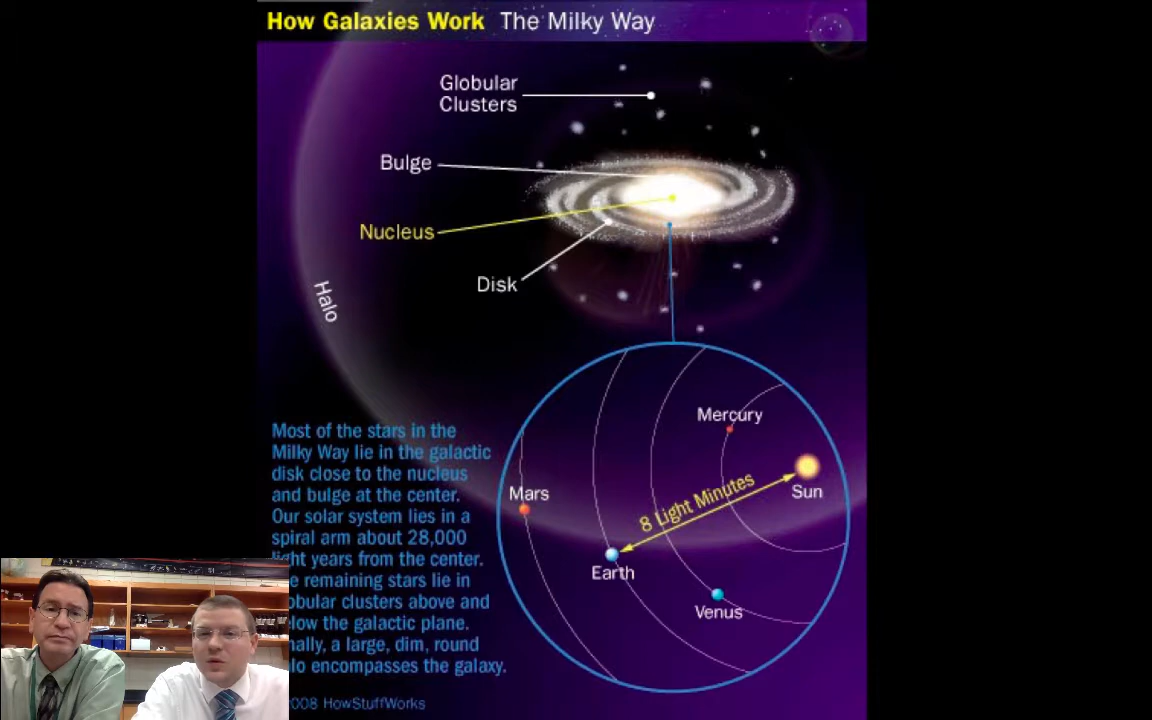 How Galaxies Work The Milky Way
Globular
Clusters
Bulge
Nucleus
Disk
Halo
Mercury
Sun
8 Light Minutes
Mars
Earth
Venus
Most of the stars in the
Milky Way lie in the galactic
disk close to the nucleus
and bulge at the center.
Our solar system lies in a
spiral arm about 28,000
light years from the center.
remaining stars lie in
clusters above and
the galactic plane.
a large, dim, round
encompasses the galaxy.
2008 HowStuffWorks